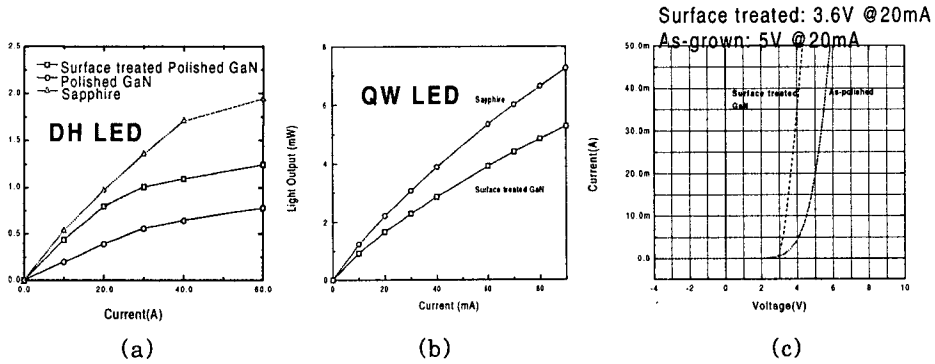 Surface treated: 3.6V @20mA
As-grown: 5V @20mA
2.5
2.0
1.5
1.0
0.5
0.0
0.0
20.0
40.0
60.0
Surface treated Polished GaN
Polished GaN
Sapphire
DH LED
Current(A)
(a)
8
6
4
2
0
Light Output (mW)
QW LED
Sapphire
Surface treated GaN
0
20
40
60
80
Current (mA)
(b)
50.0m
40.0m
30.0m
20.0m
10.0m
0.0
Current(A)
Surface treated
GaN
As-polished
-4
-2
0
2
4
6
8
10
Voltage(V)
(c)